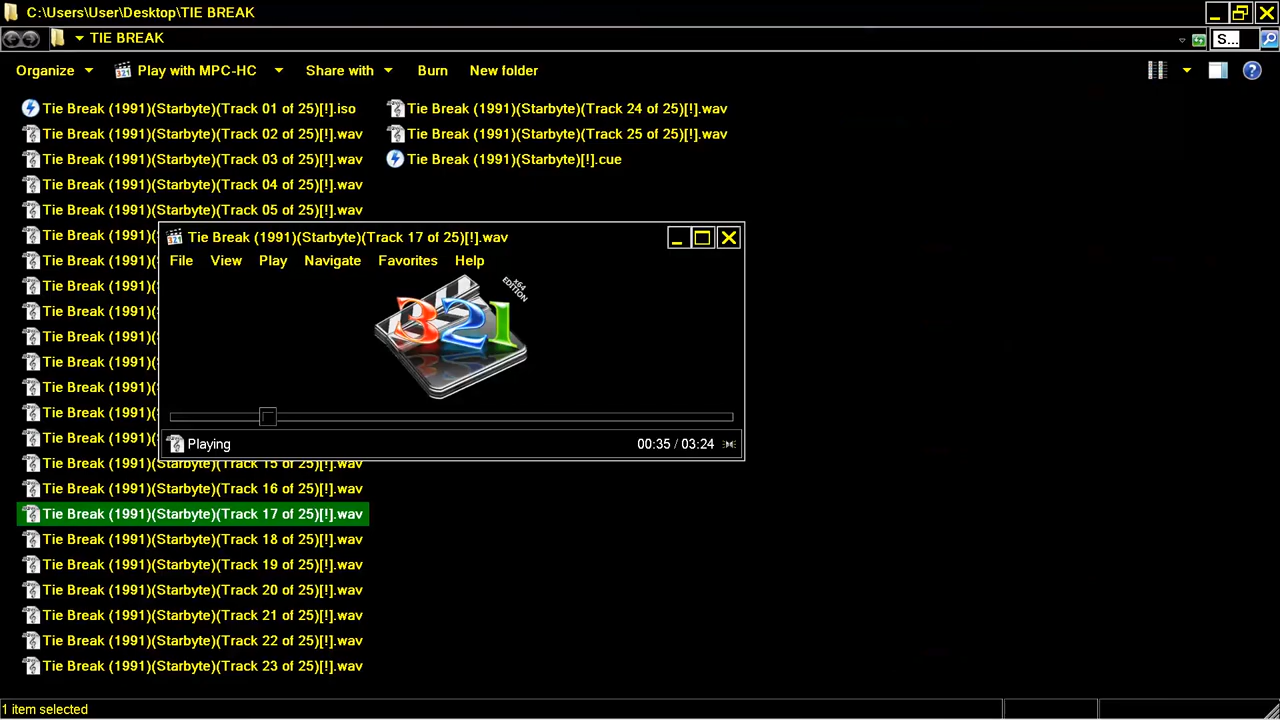 C:\Users\User\Desktop\TIE BREAK
TIE BREAK
S...
Organize Play with MPC-HC Share with Burn New folder
Tie Break (1991)(Starbyte)(Track 01 of 25)[!].iso
Tie Break (1991)(Starbyte)(Track 02 of 25)[!].wav
Tie Break (1991)(Starbyte)(Track 03 of 25)[!].wav
Tie Break (1991)(Starbyte)(Track 04 of 25)[!].wav
Tie Break (1991)(Starbyte)(Track 05 of 25)[!].wav
Tie Break (1991)(
Tie Break (1991)(
Tie Break (1991)(
Tie Break (1991)(
Tie Break (1991)(
Tie Break (1991)(
Tie Break (1991)(
Tie Break (1991)(
Tie Break (1991)(
Tie Break (1991)(Starbyte)(Track 15 of 25)[!].wav
Tie Break (1991)(Starbyte)(Track 16 of 25)[!].wav
Tie Break (1991)(Starbyte)(Track 17 of 25)[!].wav
Tie Break (1991)(Starbyte)(Track 18 of 25)[!].wav
Tie Break (1991)(Starbyte)(Track 19 of 25)[!].wav
Tie Break (1991)(Starbyte)(Track 20 of 25)[!].wav
Tie Break (1991)(Starbyte)(Track 21 of 25)[!].wav
Tie Break (1991)(Starbyte)(Track 22 of 25)[!].wav
Tie Break (1991)(Starbyte)(Track 23 of 25)[!].wav
Tie Break (1991)(Starbyte)(Track 24 of 25)[!].wav
Tie Break (1991)(Starbyte)(Track 25 of 25)[!].wav
Tie Break (1991)(Starbyte)[!].cue
Tie Break (1991)(Starbyte)(Track 17 of 25)[!].wav
File View Play Navigate Favorites Help
x64
EDITION
321
Playing 00:35 / 03:24
1 item selected